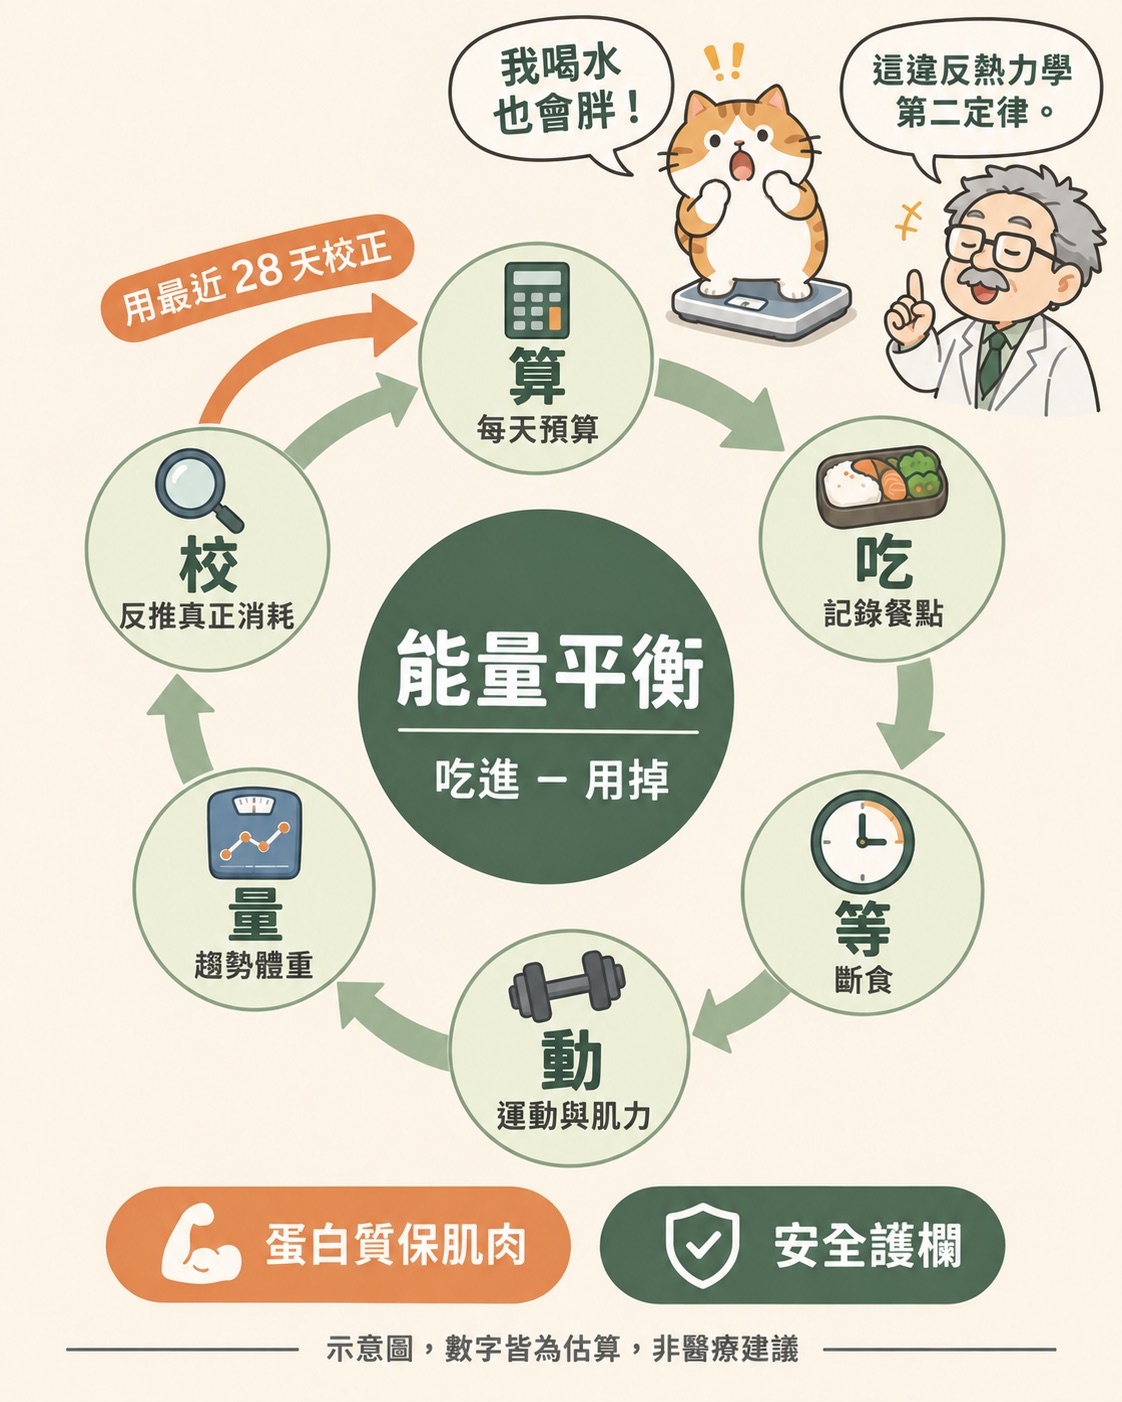 我喝水
也會胖！
這違反熱力學
第二定律。
用最近 28 天校正
算
每天預算
吃
記錄餐點
等
斷食
動
運動與肌力
量
趨勢體重
校
反推真正消耗
能量平衡
吃進 － 用掉
蛋白質保肌肉
安全護欄
示意圖，數字皆為估算，非醫療建議